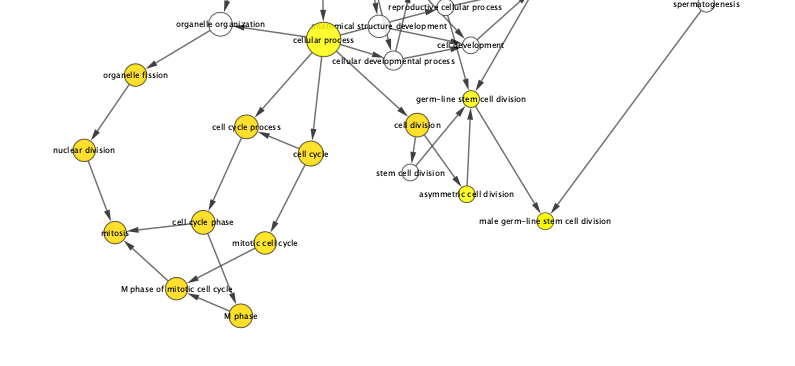 spermatogenesis
reproductive cellular process
organelle organization
anatomical structure development
cellular process
cell development
cellular developmental process
organelle fission
germ-line stem cell division
cell cycle process
cell division
nuclear division
cell cycle
stem cell division
asymmetric cell division
cell cycle phase
male germ-line stem cell division
mitosis
mitotic cell cycle
M phase of mitotic cell cycle
M phase